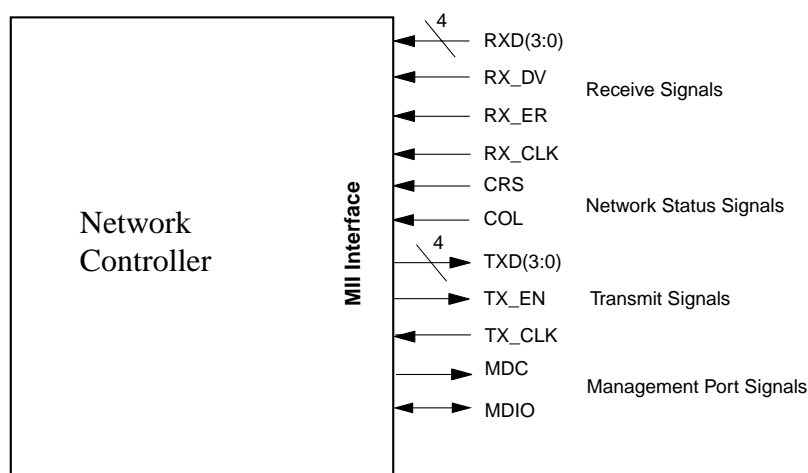 4
RXD(3:0)
RX_DV
Receive Signals
RX_ER
RX_CLK
CRS
Network Status Signals
COL
Network
Controller
MII Interface
4
TXD(3:0)
TX_EN
Transmit Signals
TX_CLK
MDC
Management Port Signals
MDIO